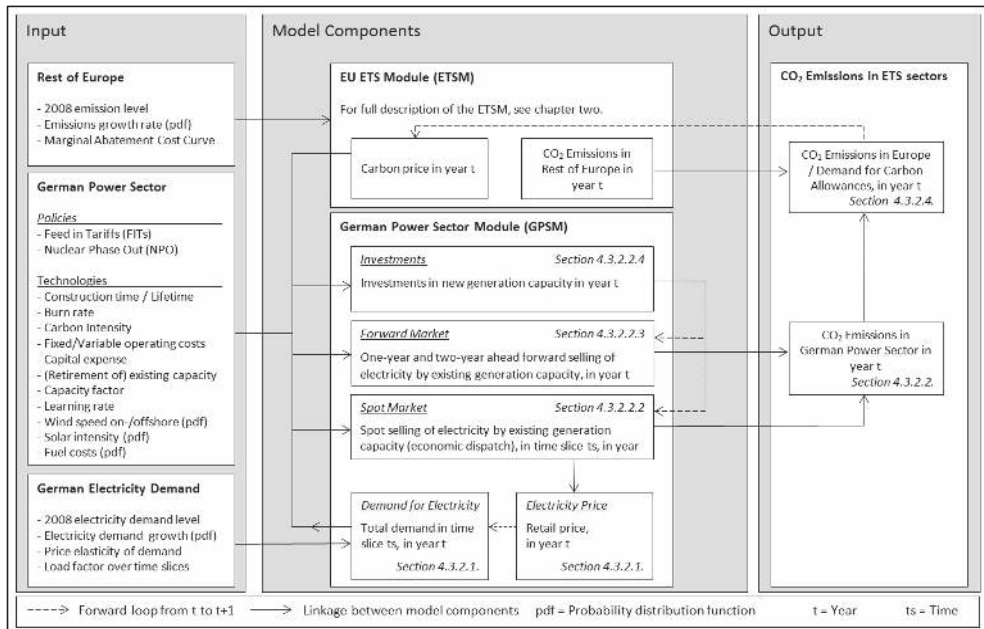 Input
Rest of Europe
- 2008 emission level
- Emissions growth rate (pdf)
- Marginal Abatement Cost Curve
German Power Sector
Policies
- Feed in Tariffs (FITs)
- Nuclear Phase Out (NPO)
Technologies
- Construction time / Lifetime
- Burn rate
- Carbon Intensity
- Fixed/Variable operating costs
- Capital expense
- (Retirement of) existing capacity
- Capacity factor
- Learning rate
- Wind speed on-/offshore (pdf)
- Solar intensity (pdf)
- Fuel costs (pdf)
German Electricity Demand
- 2008 electricity demand level
- Electricity demand growth (pdf)
- Price elasticity of demand
- Load factor over time slices
Model Components
EU ETS Module (ETSM)
For full description of the ETSM, see chapter two.
Carbon price in year t
CO₂ Emissions in
Rest of Europe in
year t
German Power Sector Module (GPSM)
Investments Section 4.3.2.2.4
Investments in new generation capacity in year t
Forward Market Section 4.3.2.2.3
One-year and two-year ahead forward selling of
electricity by existing generation capacity, in year t
Spot Market Section 4.3.2.2.2
Spot selling of electricity by existing generation
capacity (economic dispatch), in time slice ts, in year
Demand for Electricity
Total demand in time
slice ts, in year t
Section 4.3.2.1.
Electricity Price
Retail price,
in year t
Section 4.3.2.1.
Output
CO₂ Emissions in ETS sectors
CO₂ Emissions in Europe
/ Demand for Carbon
Allowances, in year t
Section 4.3.2.4.
CO₂ Emissions in
German Power Sector in
year t
Section 4.3.2.2.
Forward loop from t to t+1 Linkage between model components pdf = Probability distribution function t = Year ts = Time